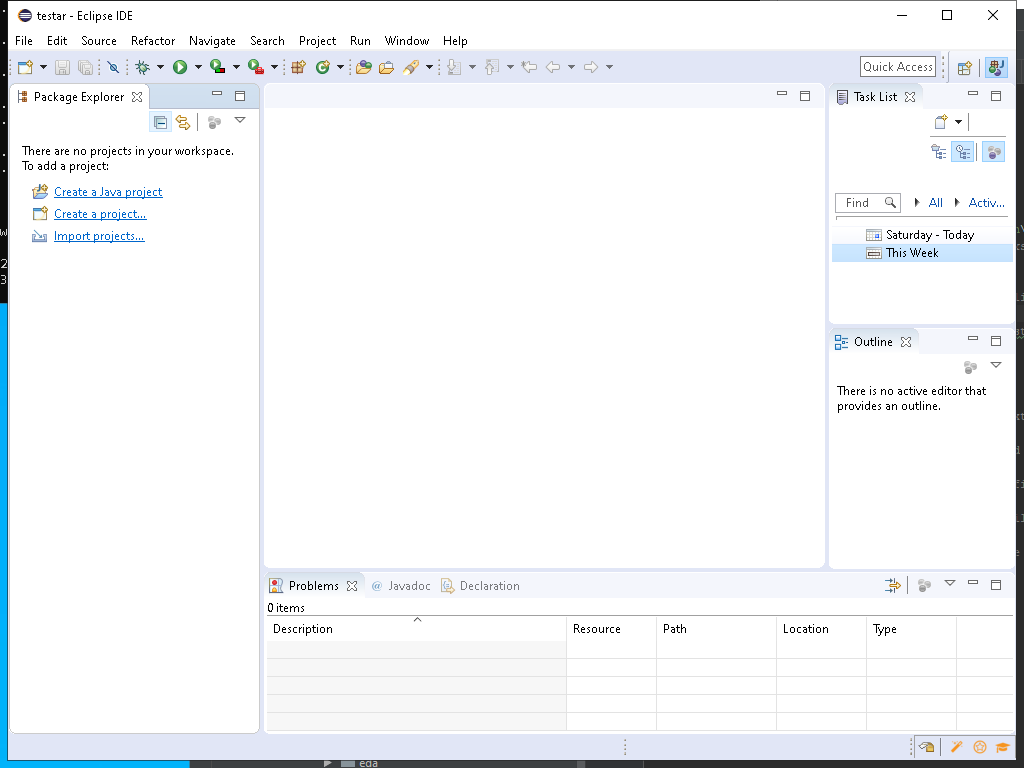 testar - Eclipse IDE
File Edit Source Refactor Navigate Search Project Run Window Help
Quick Access
Package Explorer
There are no projects in your workspace.
To add a project:
Create a Java project
Create a project...
Import projects...
Task List
Find All Activ...
Saturday - Today
This Week
Outline
There is no active editor that
provides an outline.
Problems @ Javadoc Declaration
0 items
Description Resource Path Location Type
eda